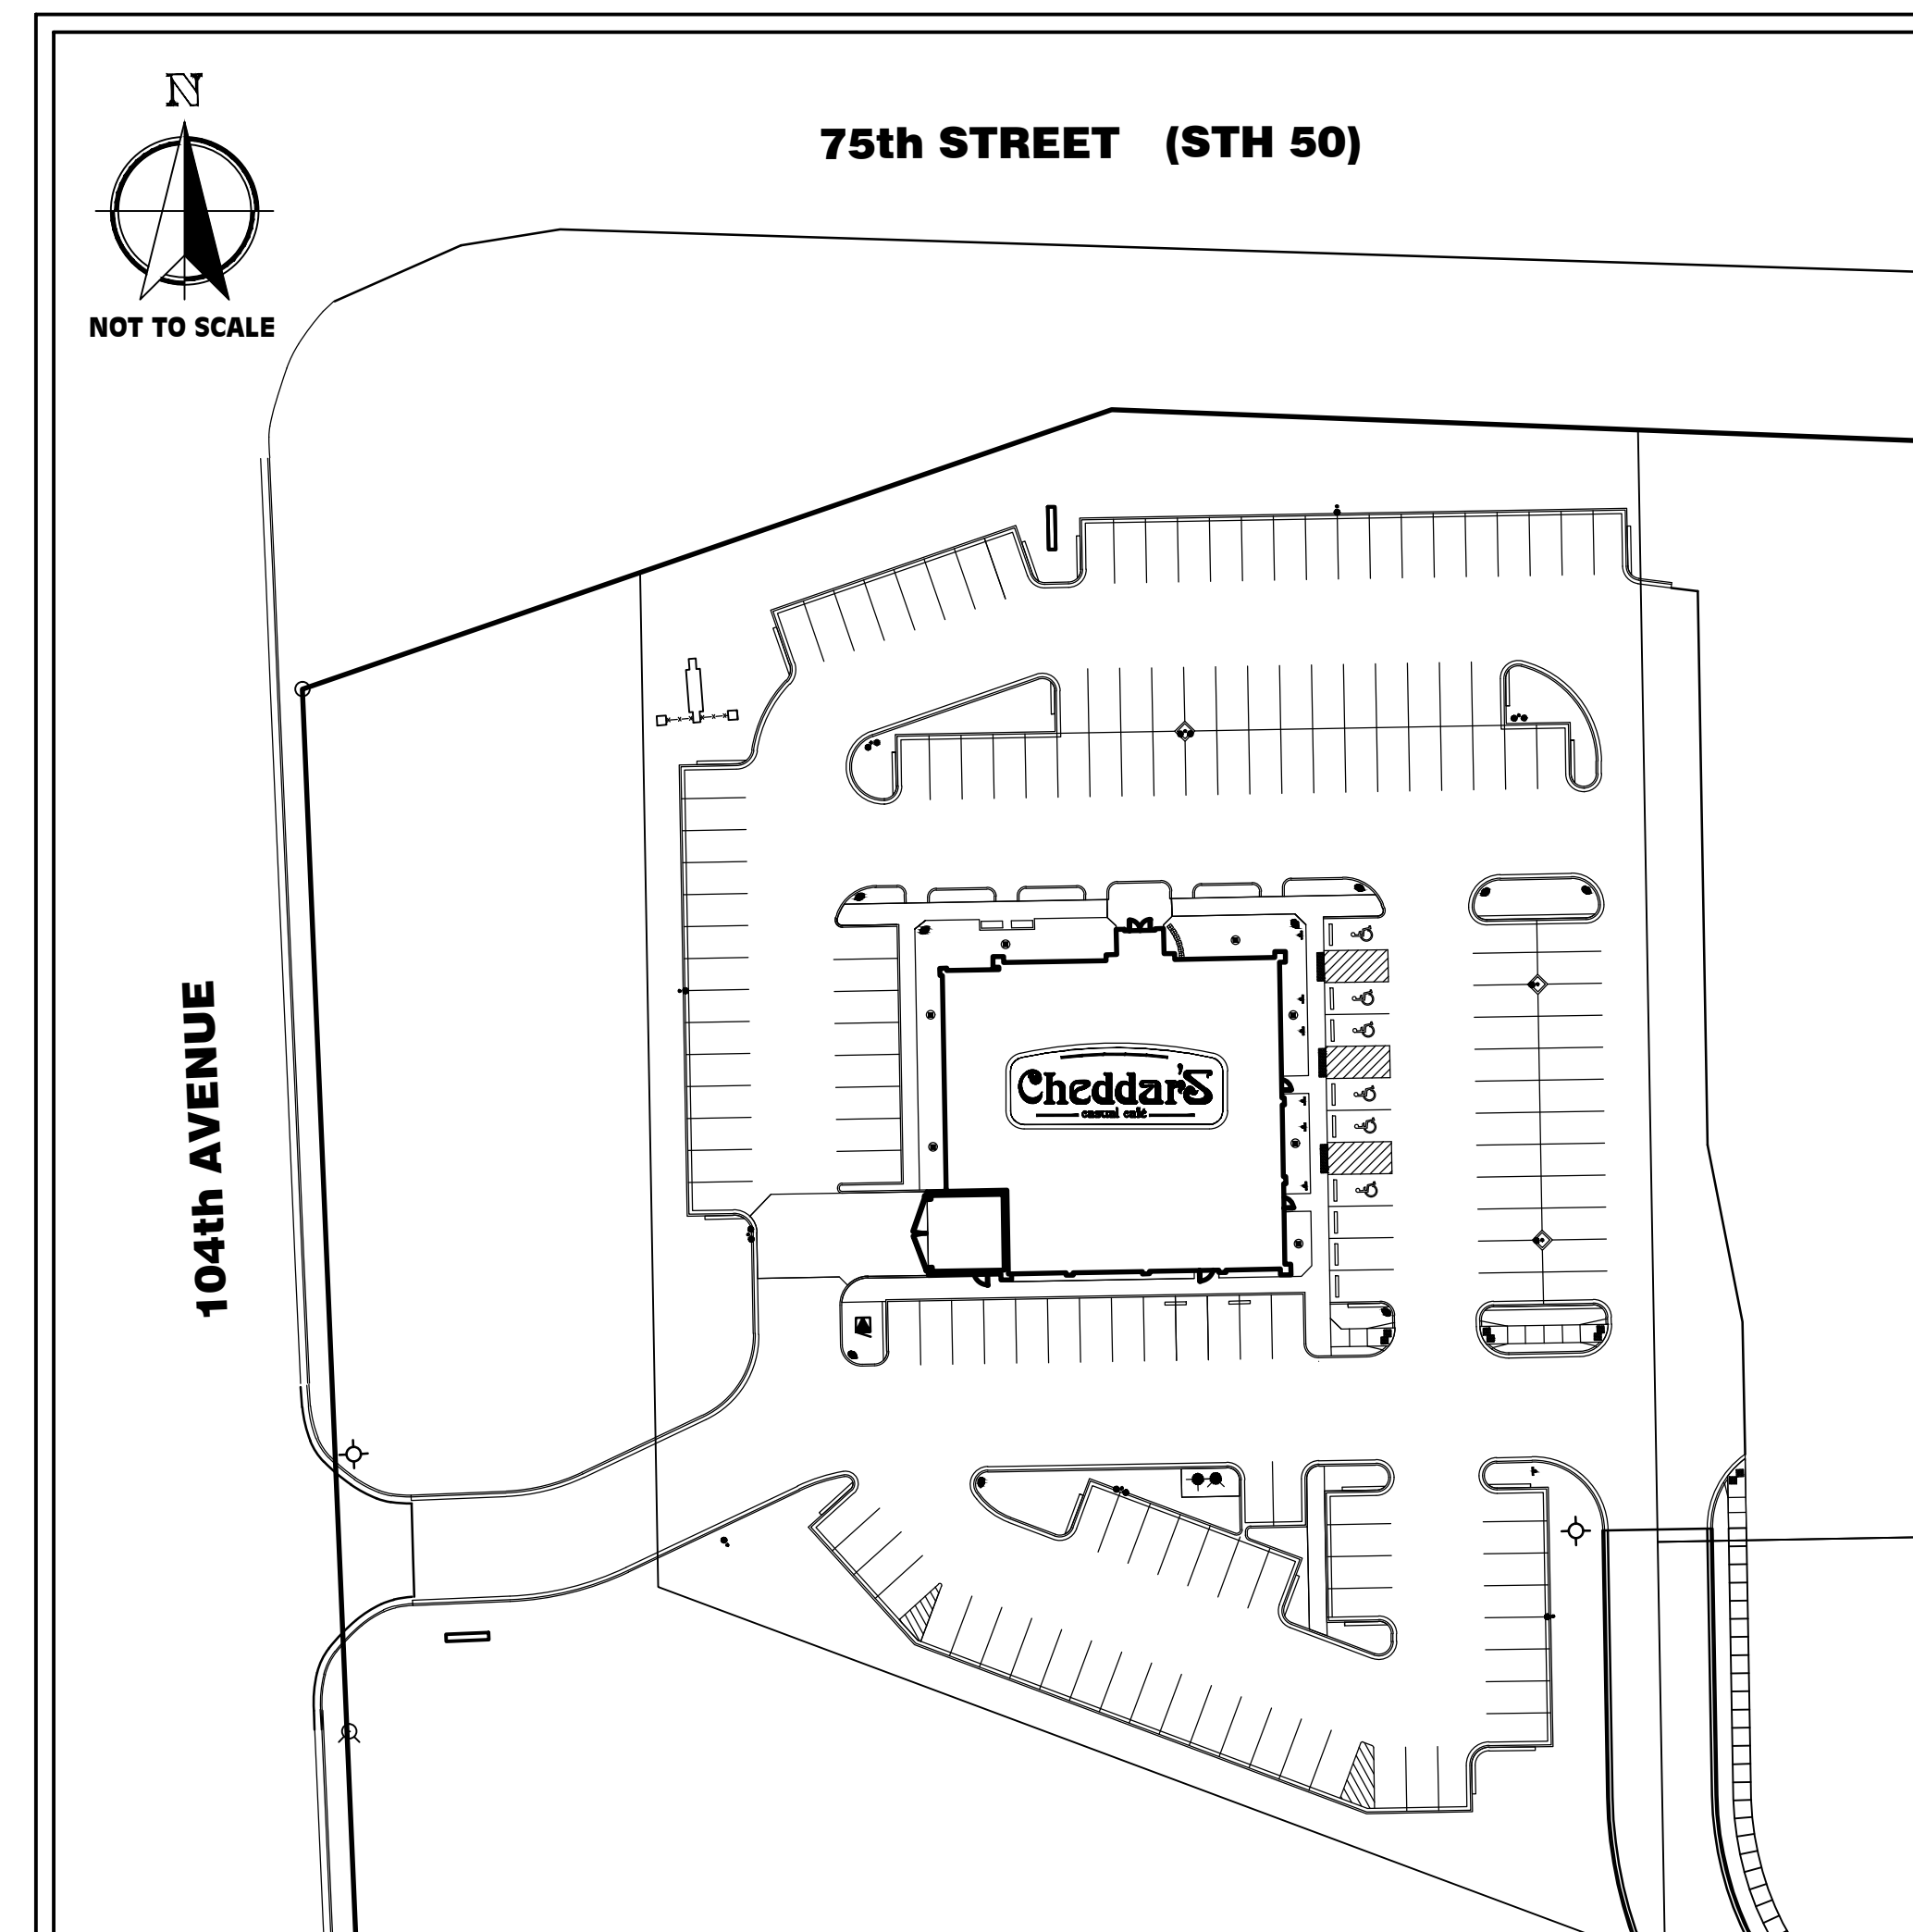 N
75th STREET (STH 50)
NOT TO SCALE
104th AVENUE
Cheddar's
casual café